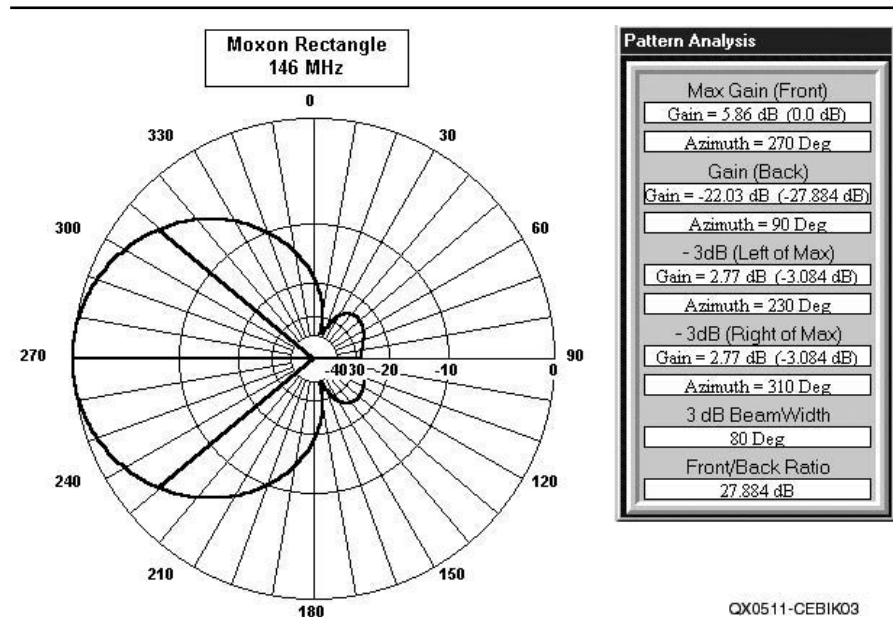 Moxon Rectangle
146 MHz
0
330
30
300
60
270
90
-40
30
-20
-10
0
240
120
210
150
180
Pattern Analysis
Max Gain (Front)
Gain = 5.86 dB (0.0 dB)
Azimuth = 270 Deg
Gain (Back)
Gain = -22.03 dB (-27.884 dB)
Azimuth = 90 Deg
- 3dB (Left of Max)
Gain = 2.77 dB (-3.084 dB)
Azimuth = 230 Deg
- 3dB (Right of Max)
Gain = 2.77 dB (-3.084 dB)
Azimuth = 310 Deg
3 dB BeamWidth
80 Deg
Front/Back Ratio
27.884 dB
QX0511-CEBIK03